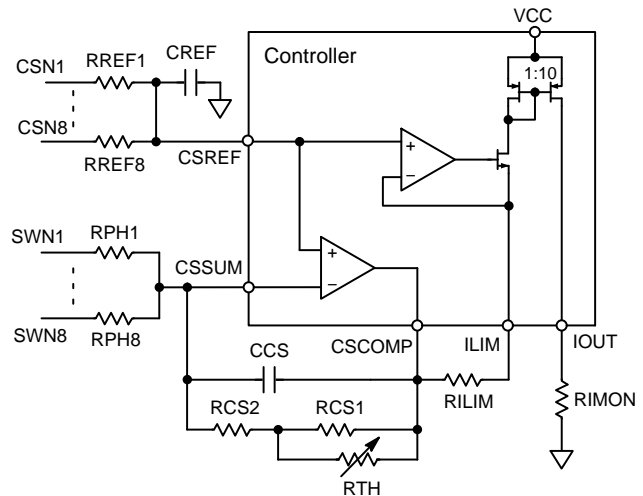 VCC
Controller
CREF
RREF1
CSN1
1:10
CSN8
RREF8
CSREF
+
−
SWN1
RPH1
CSSUM
+
−
SWN8
RPH8
CSCOMP
ILIM
IOUT
CCS
RILIM
RIMON
RCS2
RCS1
RTH